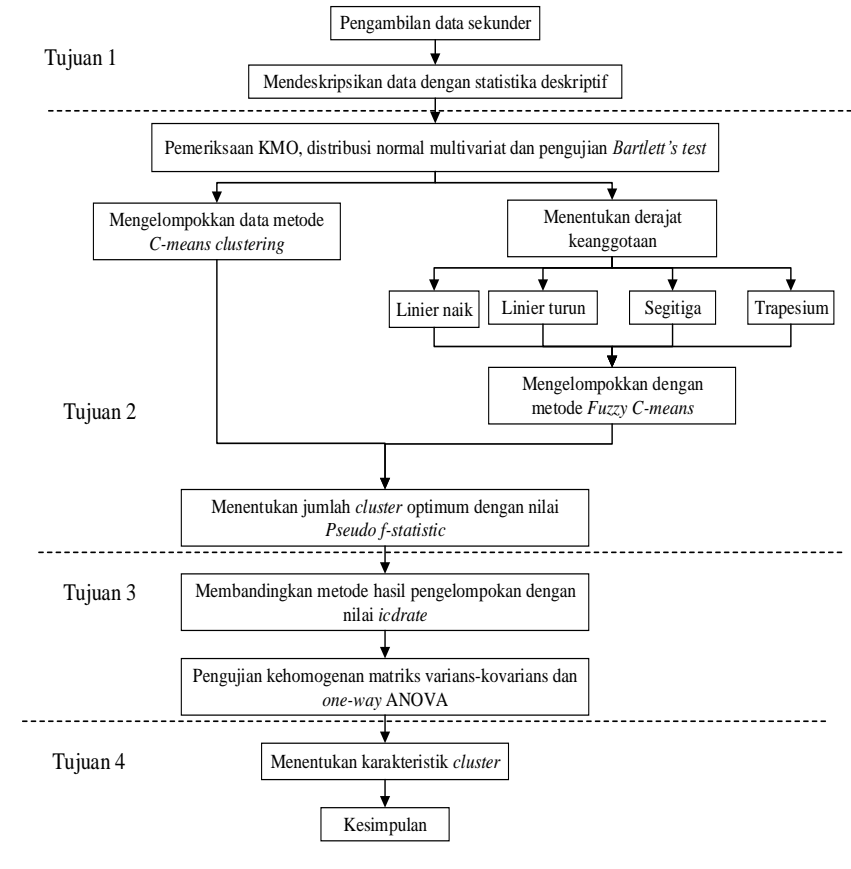 Pengambilan data sekunder
Tujuan 1
Mendeskripsikan data dengan statistika deskriptif
Pemeriksaan KMO, distribusi normal multivariat dan pengujian Bartlett’s test
Mengelompokkan data metode
C-means clustering
Menentukan derajat
keanggotaan
Linier naik
Linier turun
Segitiga
Trapesium
Mengelompokkan dengan
metode Fuzzy C-means
Tujuan 2
Menentukan jumlah cluster optimum dengan nilai
Pseudo f-statistic
Tujuan 3
Membandingkan metode hasil pengelompokan dengan
nilai icdrate
Pengujian kehomogenan matriks varians-kovarians dan
one-way ANOVA
Tujuan 4
Menentukan karakteristik cluster
Kesimpulan